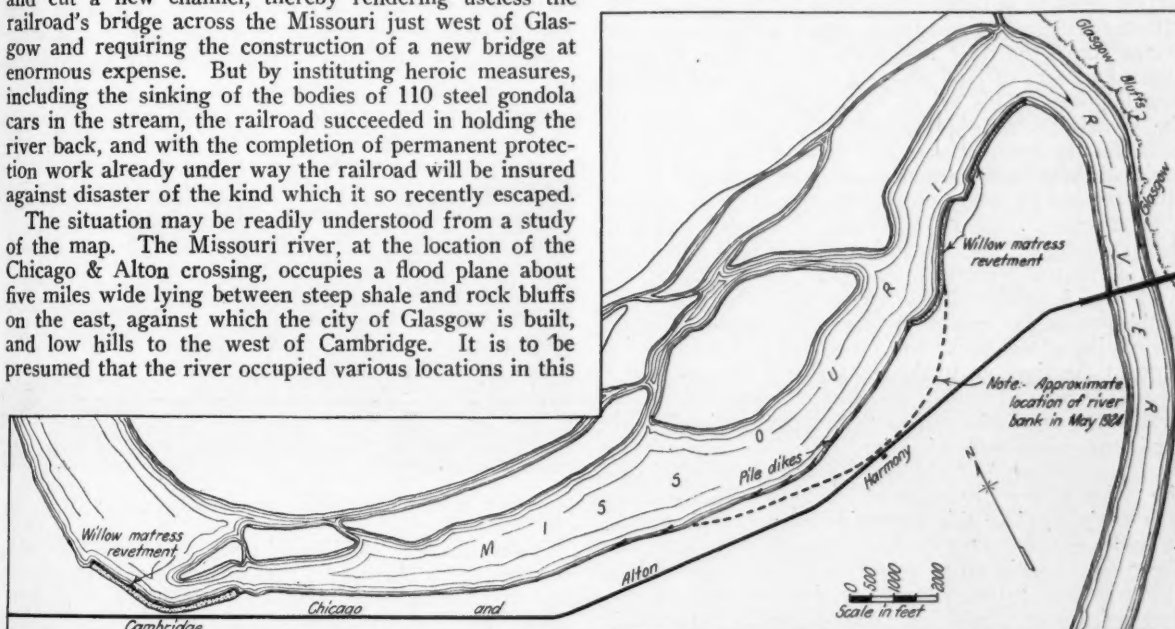 and cut a new channel, thereby rendering useless the
railroad's bridge across the Missouri just west of Glas-
gow and requiring the construction of a new bridge at
enormous expense. But by instituting heroic measures,
including the sinking of the bodies of 110 steel gondola
cars in the stream, the railroad succeeded in holding the
river back, and with the completion of permanent protec-
tion work already under way the railroad will be insured
against disaster of the kind which it so recently escaped.
The situation may be readily understood from a study
of the map. The Missouri river, at the location of the
Chicago & Alton crossing, occupies a flood plane about
five miles wide lying between steep shale and rock bluffs
on the east, against which the city of Glasgow is built,
and low hills to the west of Cambridge. It is to be
presumed that the river occupied various locations in this
Glasgow Bluffs
Glasgow
Willow matress
revetment
RIVER
Note:- Approximate
location of river
bank in May 1924
Pile dikes
Harmony
N
MISSOURI
Willow matress
revetment
Chicago and Alton
Cambridge
0 500 1000 2000
Scale in feet